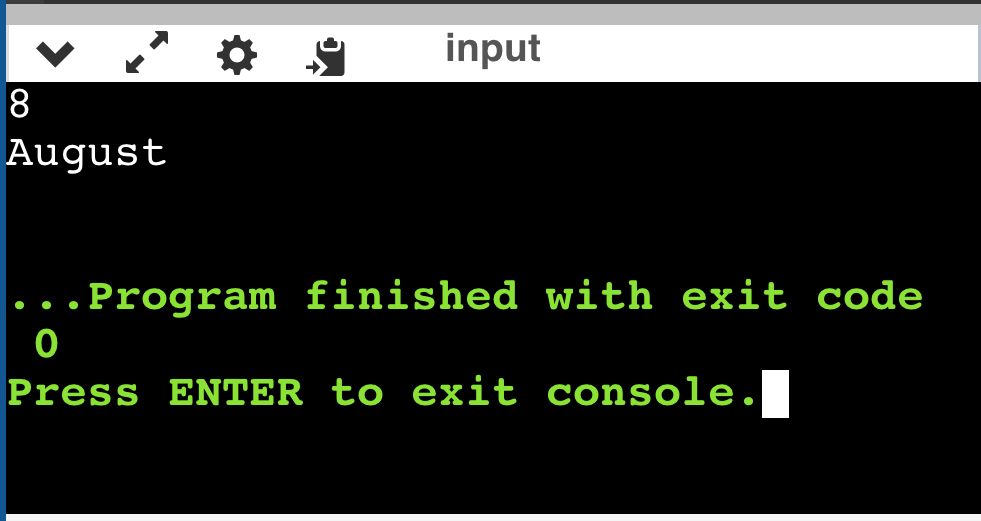 input
8
August
...Program finished with exit code
0
Press ENTER to exit console.